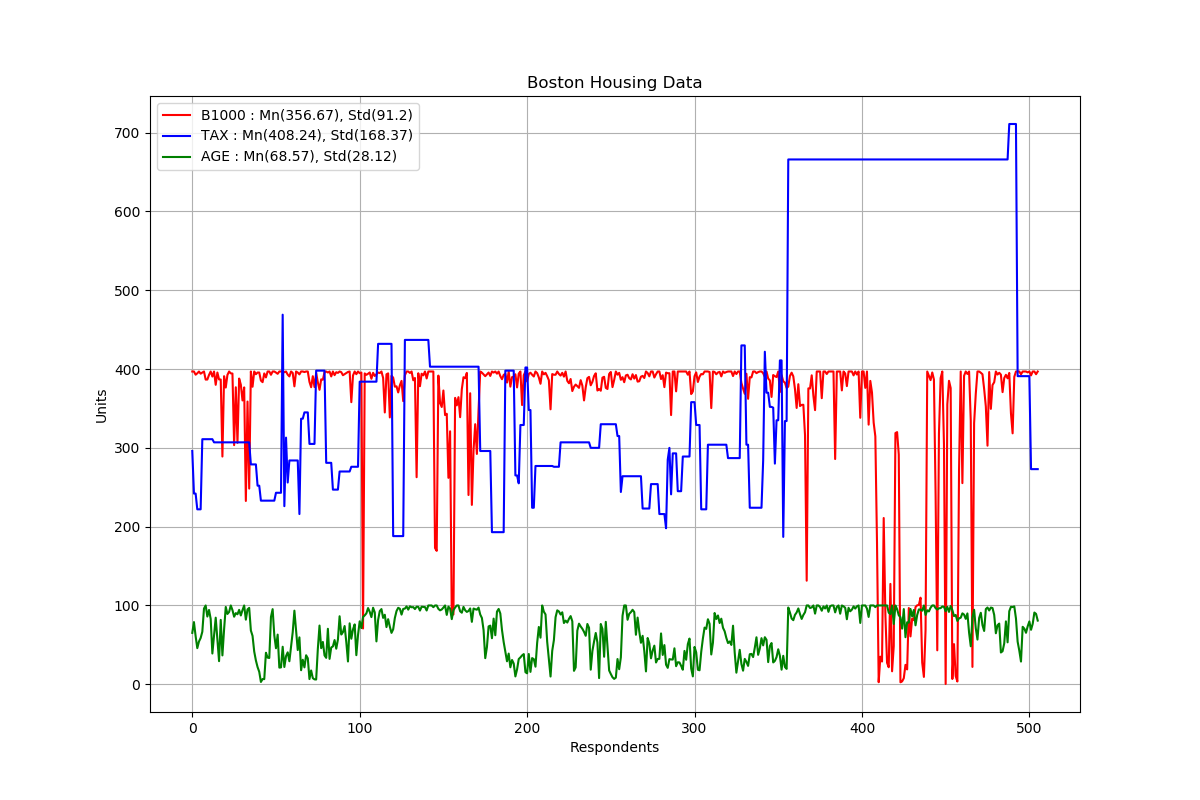 Boston Housing Data
B1000 : Mn(356.67), Std(91.2)
TAX : Mn(408.24), Std(168.37)
AGE : Mn(68.57), Std(28.12)
700
600
500
400
300
200
100
0
Units
0 100 200 300 400 500
Respondents